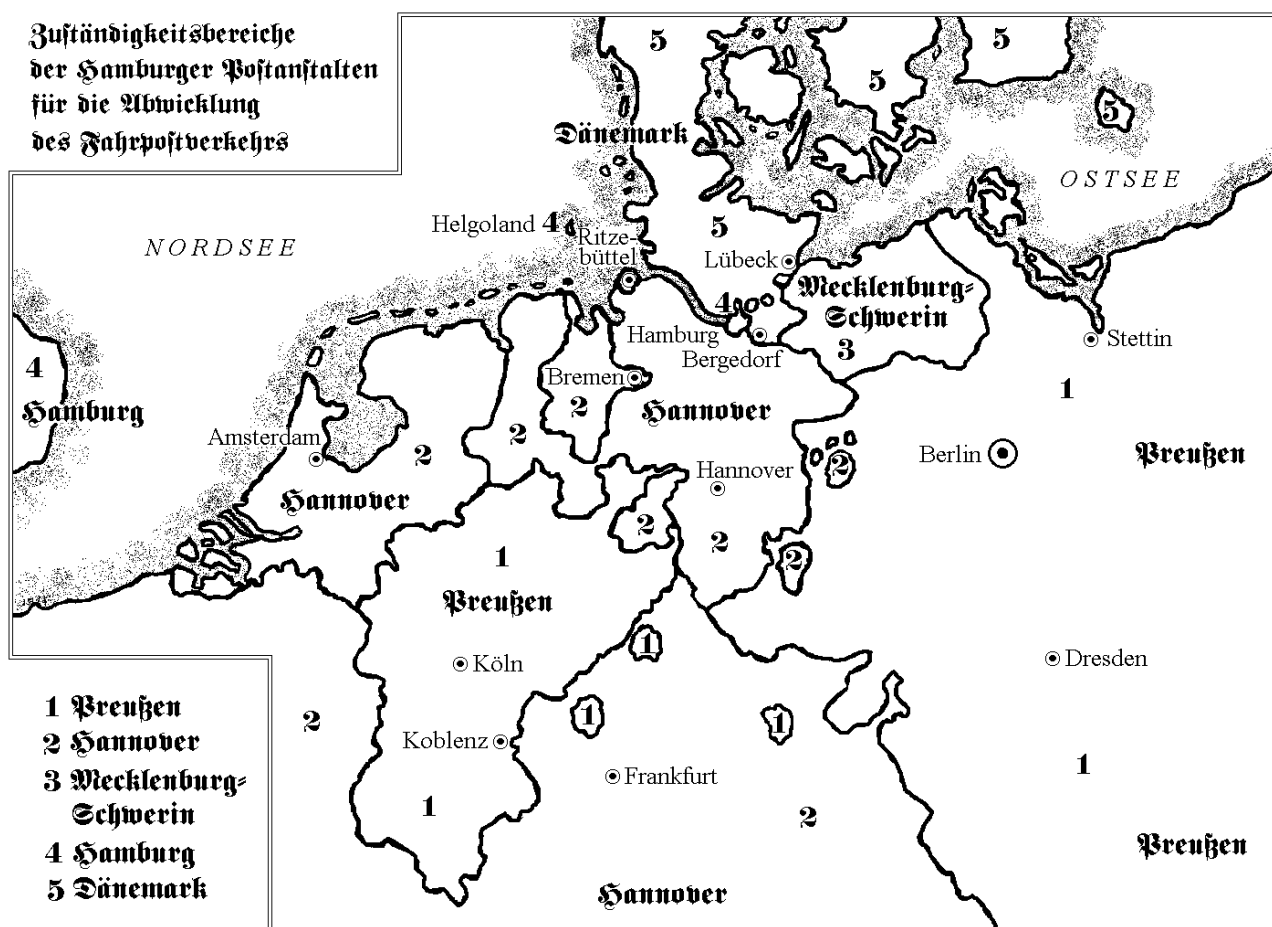 Zuständigkeitsbereiche
der Hamburger Postanstalten
für die Abwicklung
des Fahrpostverkehrs
5
5
5
5
Dänemark
OSTSEE
Helgoland 4
5
NORDSEE
Ritze-
büttel
Lübeck
Mecklenburg-
Schwerin
3
4
Hamburg
Bergedorf
Stettin
4
Hamburg
Bremen
2
1
Hannover
Amsterdam
2
2
Hannover
2
Berlin
Preußen
Hannover
2
2
2
1
Preußen
1
Köln
Dresden
2
1
1
Koblenz
Frankfurt
1
1
2
Preußen
Hannover
1 Preußen
2 Hannover
3 Mecklenburg-
Schwerin
4 Hamburg
5 Dänemark